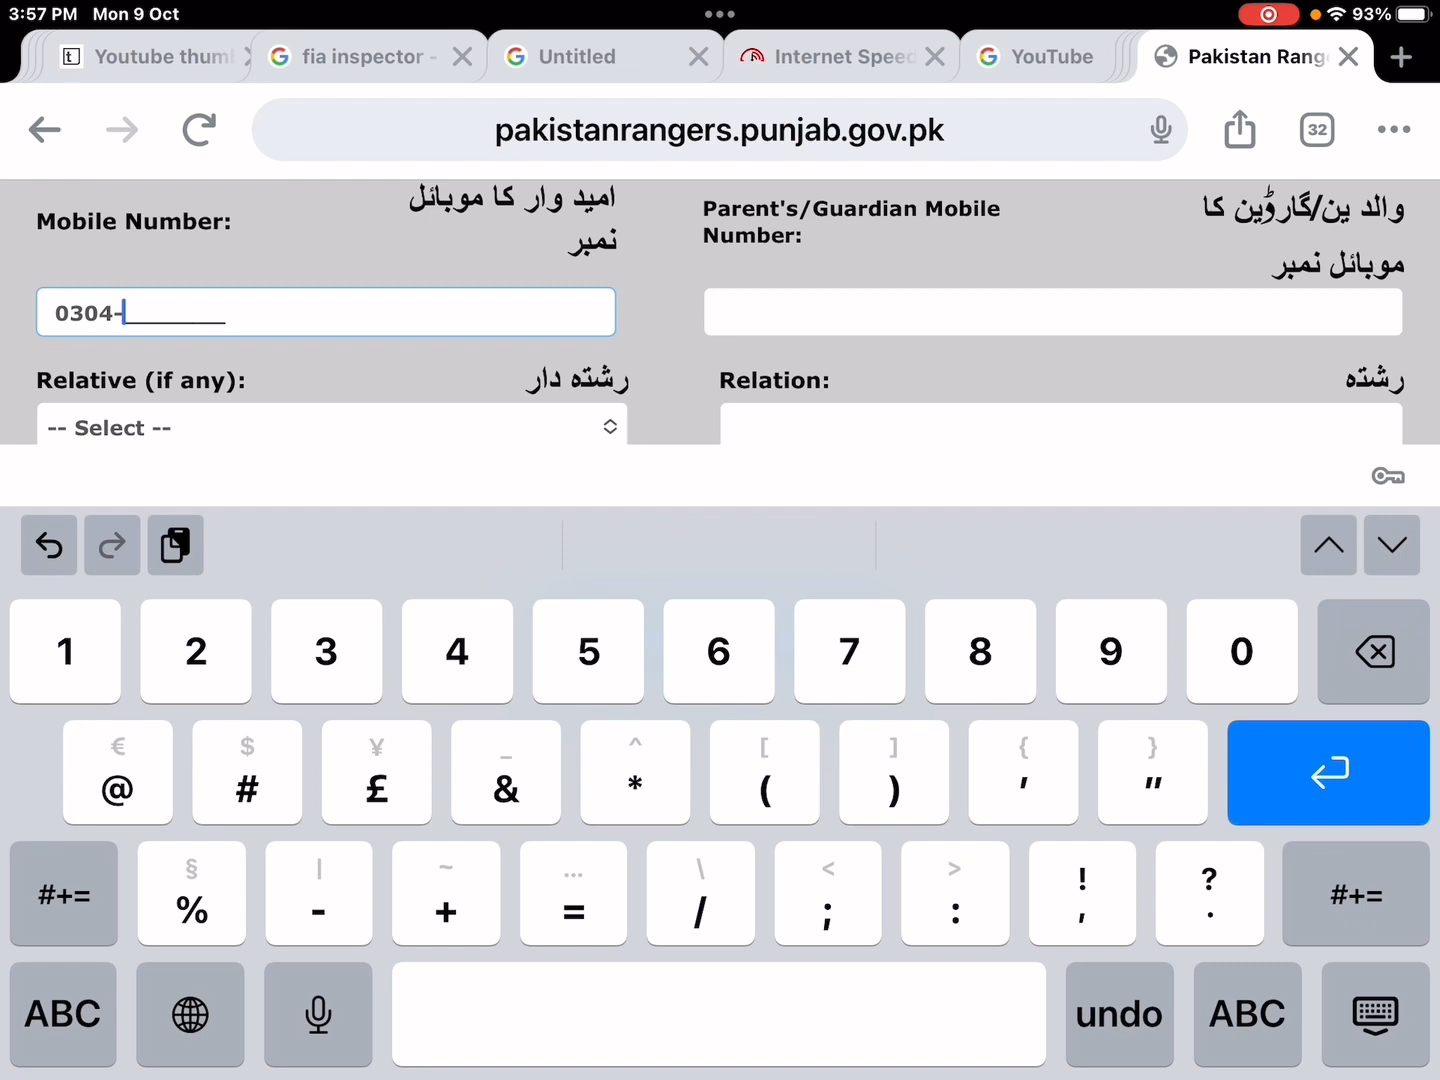 3:57 PM Mon 9 Oct
93%
Youtube thum
fia inspector -
Untitled
Internet Speed
YouTube
Pakistan Rang
pakistanrangers.punjab.gov.pk
32
Mobile Number:
امید وار کا موبائل
نمبر
Parent's/Guardian Mobile
Number:
والد ین/گارڈین کا
موبائل نمبر
0304-________
Relative (if any):
رشتہ دار
Relation:
رشتہ
-- Select --
1 2 3 4 5 6 7 8 9 0
€ $ ¥ _ ^ [ ] { }
@ # £ & * ( ) ' "
§ | ~ … \ < > ! ?
#+= % - + = / ; : , . #+=
ABC undo ABC